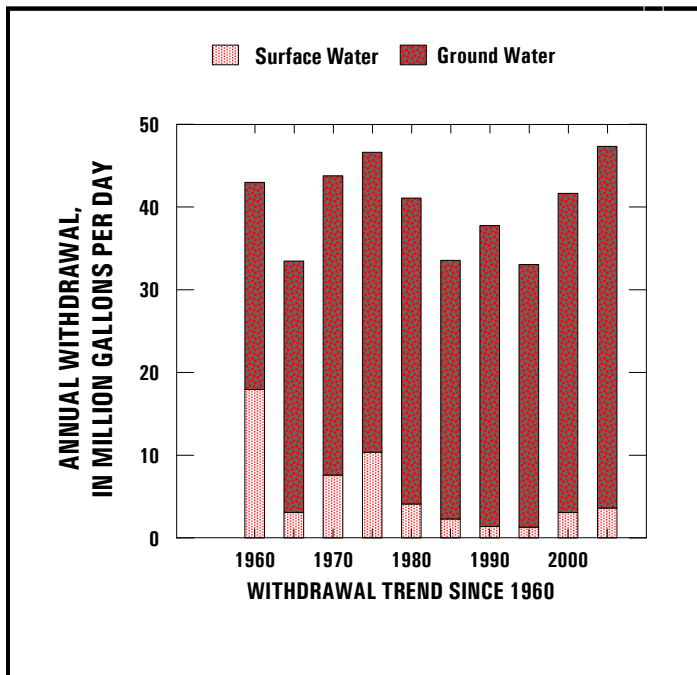 Surface Water Ground Water
ANNUAL WITHDRAWAL,
IN MILLION GALLONS PER DAY
50
40
30
20
10
0
1960 1970 1980 1990 2000
WITHDRAWAL TREND SINCE 1960